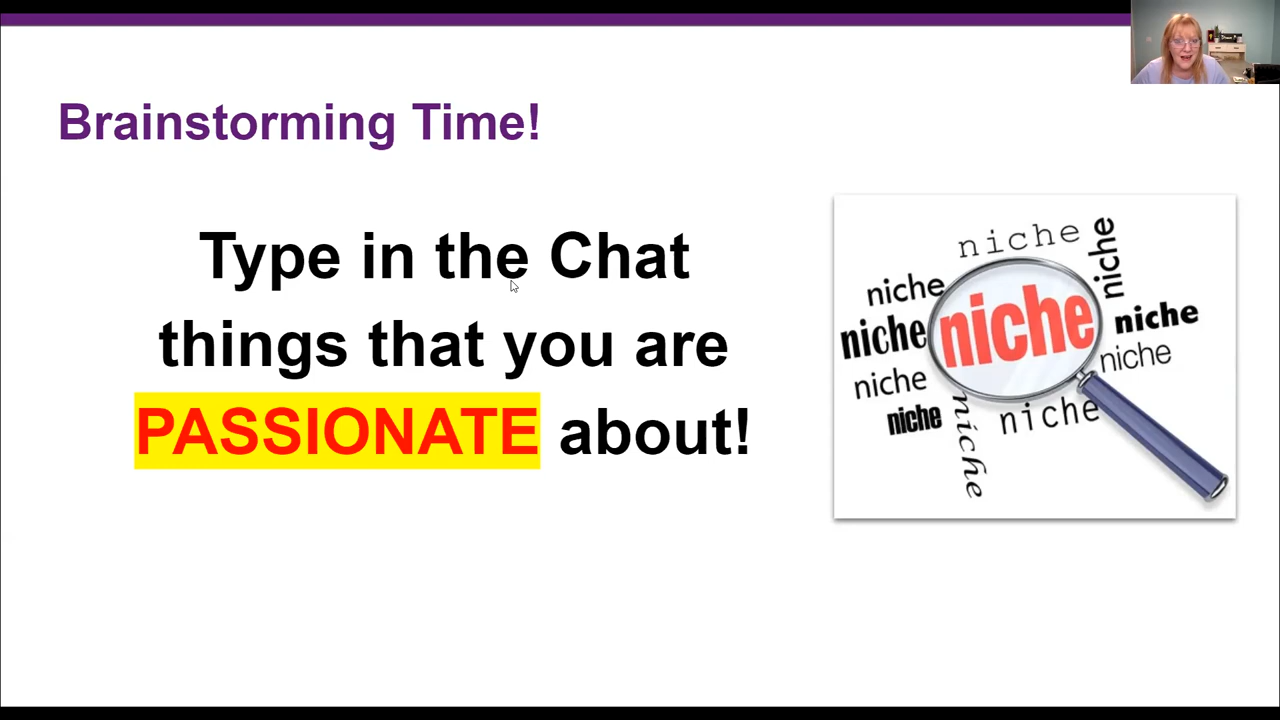 Brainstorming Time!
Type in the Chat
things that you are
PASSIONATE about!
niche
niche
niche
niche
niche
niche
niche
niche
niche
niche
niche